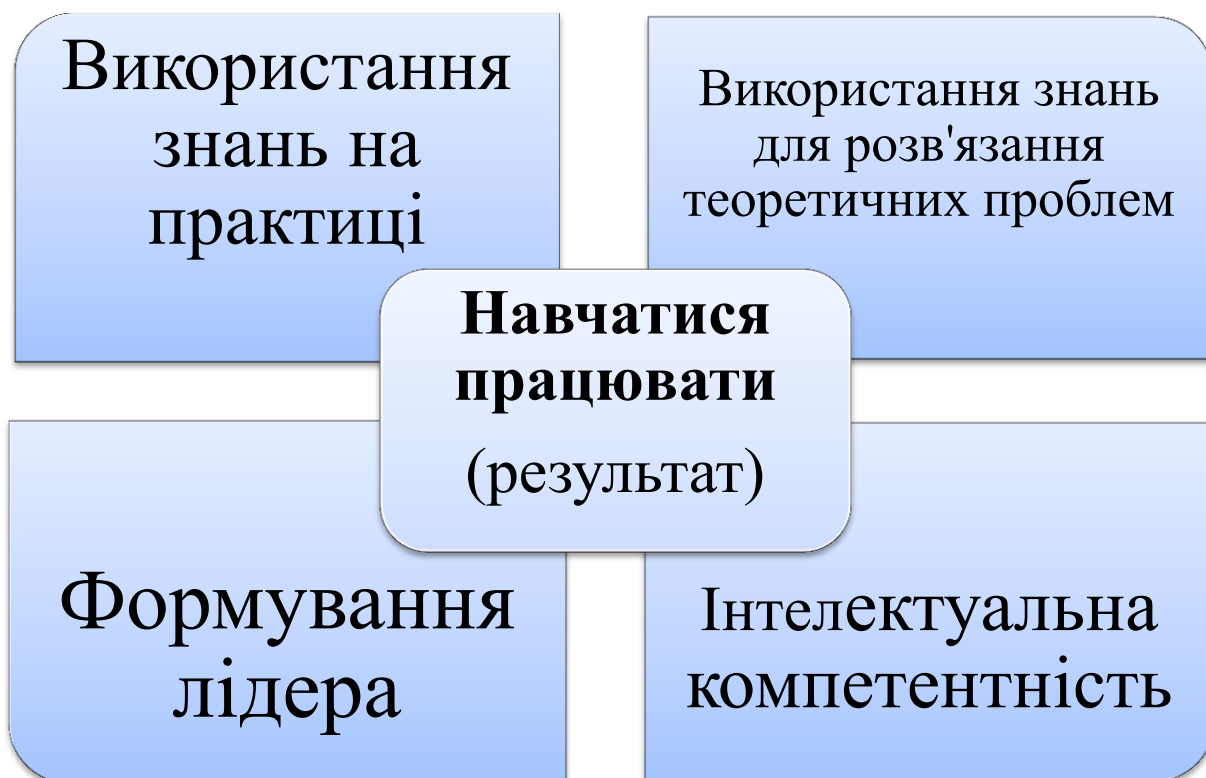 Використання
знань на
практиці
Використання знань
для розв'язання
теоретичних проблем
Навчатися
працювати
(результат)
Формування
лідера
Інтелектуальна
компетентність